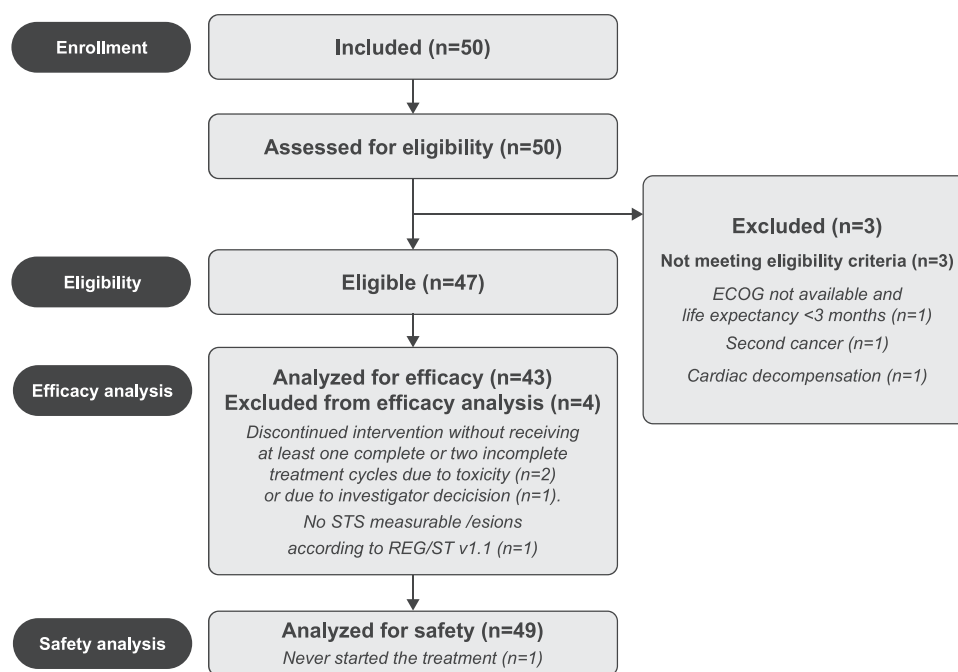 Enrollment
Included (n=50)
Assessed for eligibility (n=50)
Excluded (n=3)
Not meeting eligibility criteria (n=3)
ECOG not available and
life expectancy <3 months (n=1)
Second cancer (n=1)
Cardiac decompensation (n=1)
Eligibility
Eligible (n=47)
Efficacy analysis
Analyzed for efficacy (n=43)
Excluded from efficacy analysis (n=4)
Discontinued intervention without receiving
at least one complete or two incomplete
treatment cycles due to toxicity (n=2)
or due to investigator decicision (n=1).
No STS measurable /esions
according to REG/ST v1.1 (n=1)
Safety analysis
Analyzed for safety (n=49)
Never started the treatment (n=1)